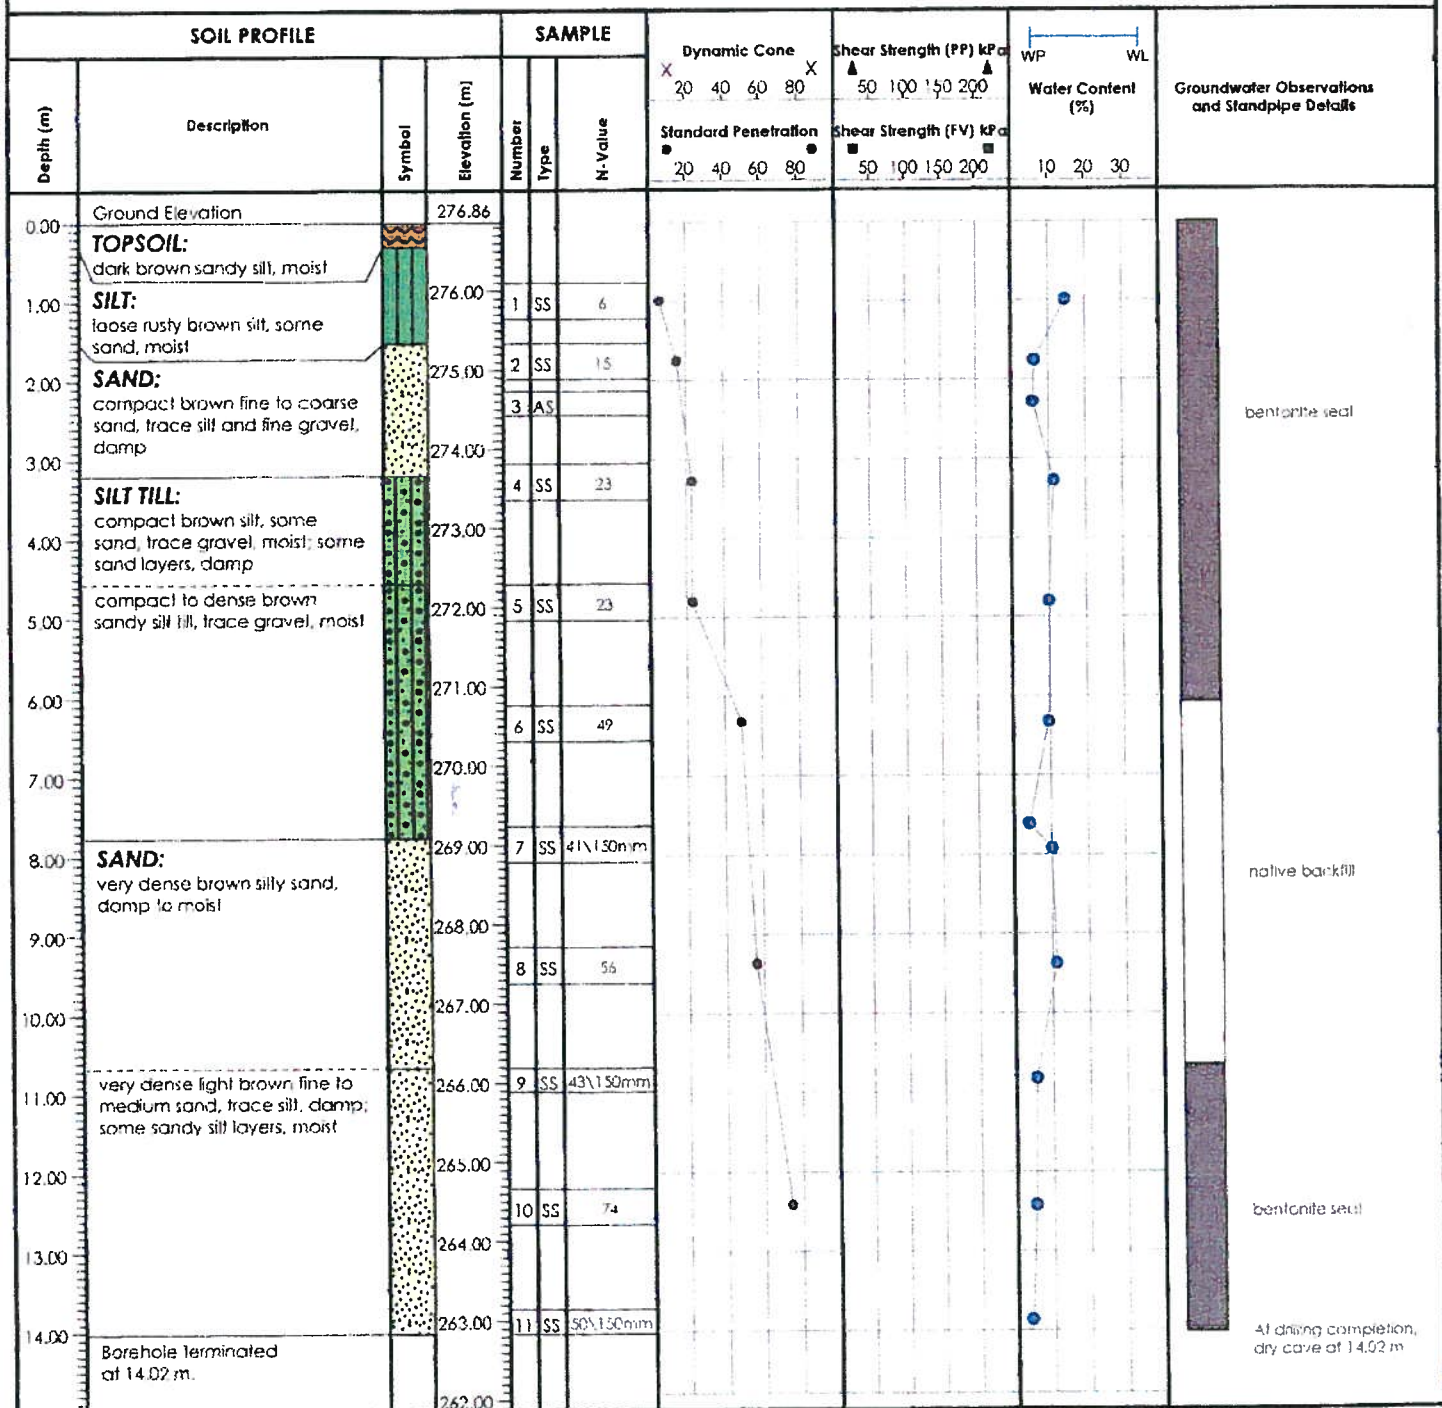 SOIL PROFILE
SAMPLE
Depth (m)
Description
Symbol
Elevation (m)
Number
Type
N-Value
Dynamic Cone
X X
20 40 60 80
Standard Penetration
20 40 60 80
Shear Strength (PP) kPa
50 100 150 200
Shear Strength (FV) kPa
50 100 150 200
WP WL
Water Content
(%)
10 20 30
Groundwater Observations
and Standpipe Details
Ground Elevation 276.86
0.00
TOPSOIL:
dark brown sandy silt, moist
276.00
1.00
SILT:
loose rusty brown silt, some
sand, moist
1 SS 6
275.00
2 SS 15
2.00
SAND:
compact brown fine to coarse
sand, trace silt and fine gravel,
damp
3 AS
bentonite seal
274.00
3.00
SILT TILL:
compact brown silt, some
sand, trace gravel, moist; some
sand layers, damp
4 SS 23
273.00
4.00
compact to dense brown
sandy silt till, trace gravel, moist
272.00
5 SS 23
5.00
271.00
6.00
6 SS 49
270.00
7.00
269.00
7 SS 41\150mm
8.00
SAND:
very dense brown silty sand,
damp to moist
native backfill
268.00
9.00
8 SS 56
267.00
10.00
very dense light brown fine to
medium sand, trace silt, damp;
some sandy silt layers, moist
266.00
9 SS 43\150mm
11.00
265.00
12.00
10 SS 74
bentonite seal
264.00
13.00
263.00
11 SS 50\150mm
14.00
Borehole terminated
at 14.02 m.
At drilling completion,
dry cave at 14.02 m
262.00